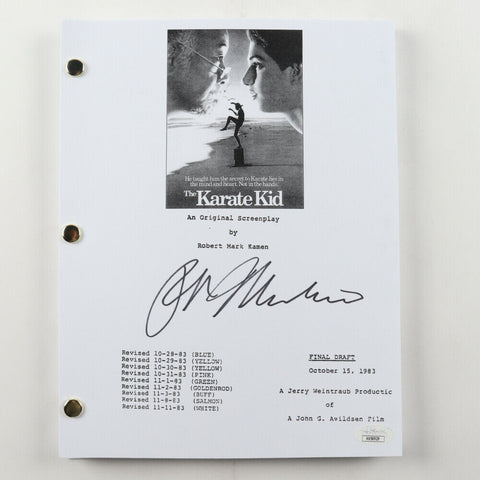 He taught him the secret to Karate lies in
the mind and heart. Not in the hands.
The Karate Kid
An Original Screenplay
by
Robert Mark Kamen
Revised 10-28-83 (BLUE)
Revised 10-29-83 (YELLOW)
Revised 10-30-83 (YELLOW)
Revised 10-31-83 (PINK)
Revised 11-1-83 (GREEN)
Revised 11-2-83 (GOLDENROD)
Revised 11-3-83 (BUFF)
Revised 11-8-83 (SALMON)
Revised 11-11-83 (WHITE)
FINAL DRAFT
October 15, 1983
A Jerry Weintraub Productic
of
A John G. Avildsen Film